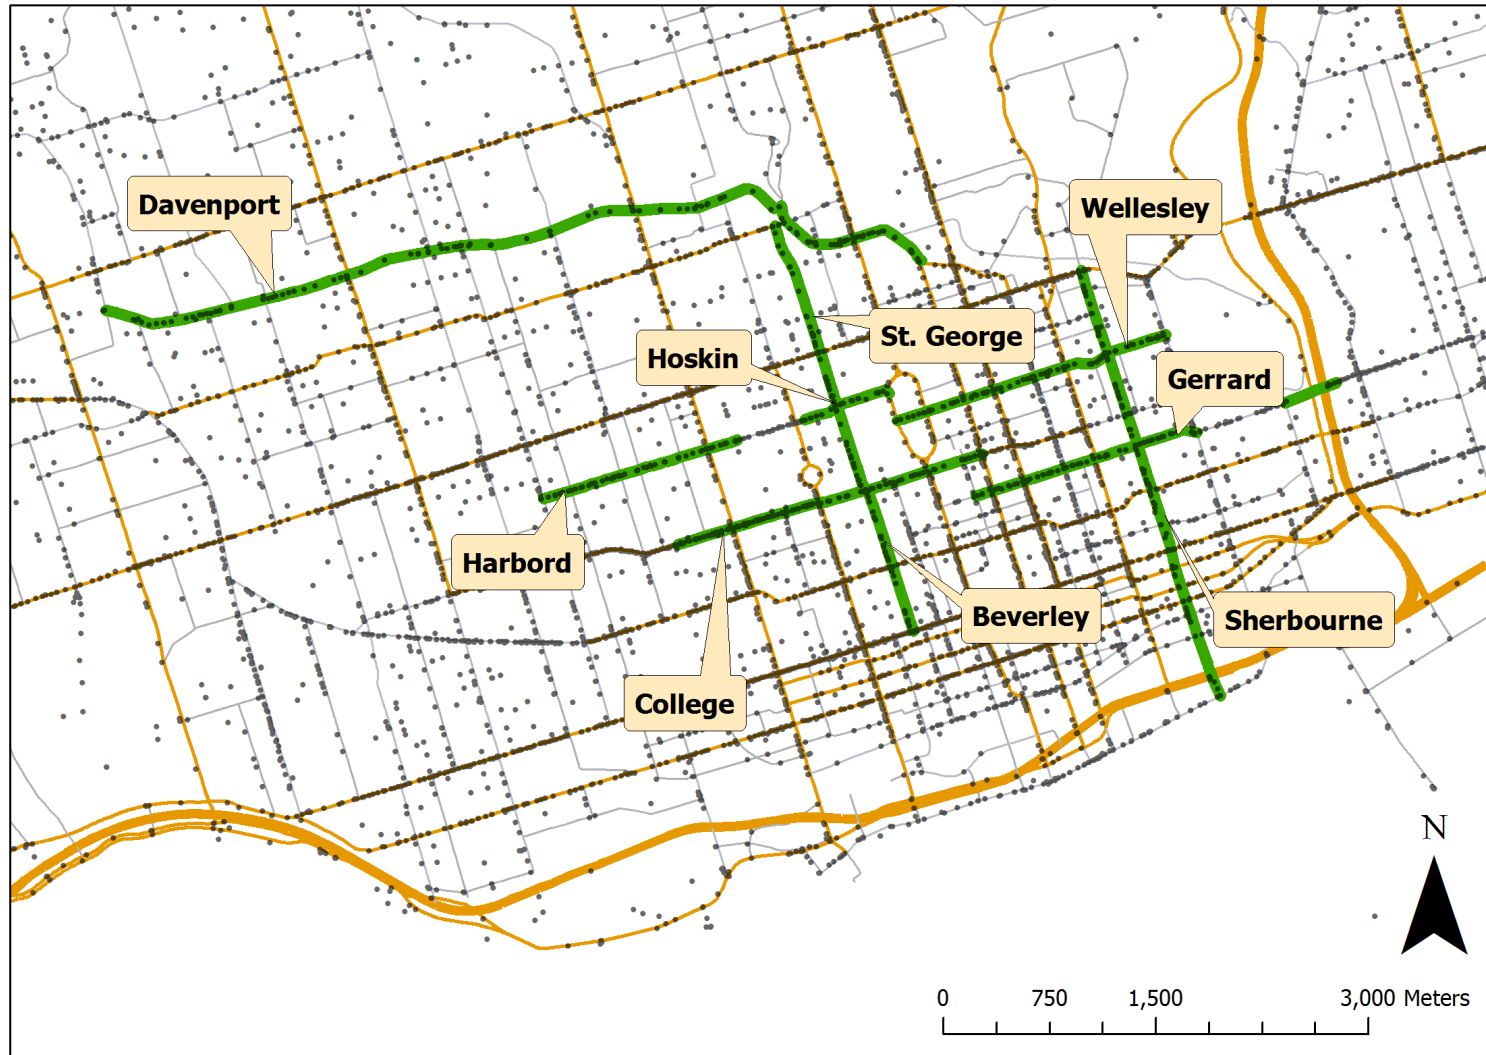 Davenport
Wellesley
St. George
Hoskin
Gerrard
Harbord
Beverley
Sherbourne
College
N
0 750 1,500 3,000 Meters